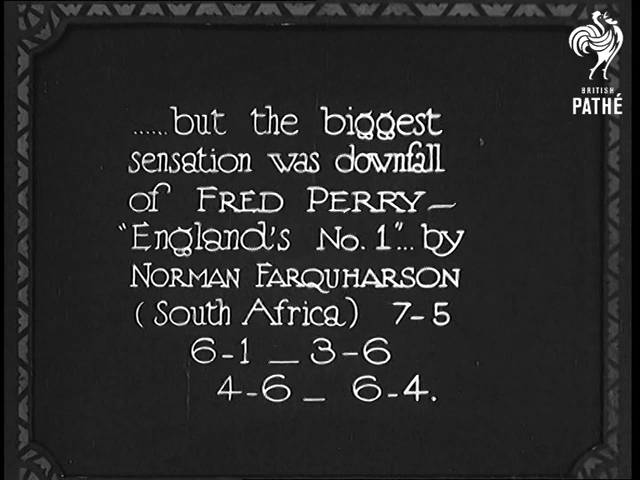 BRITISH
PATHÉ
......but the biggest
sensation was downfall
of FRED PERRY—
"England's No. 1"... by
NORMAN FARQUHARSON
(South Africa) 7-5
6-1 — 3-6
4-6 — 6-4.